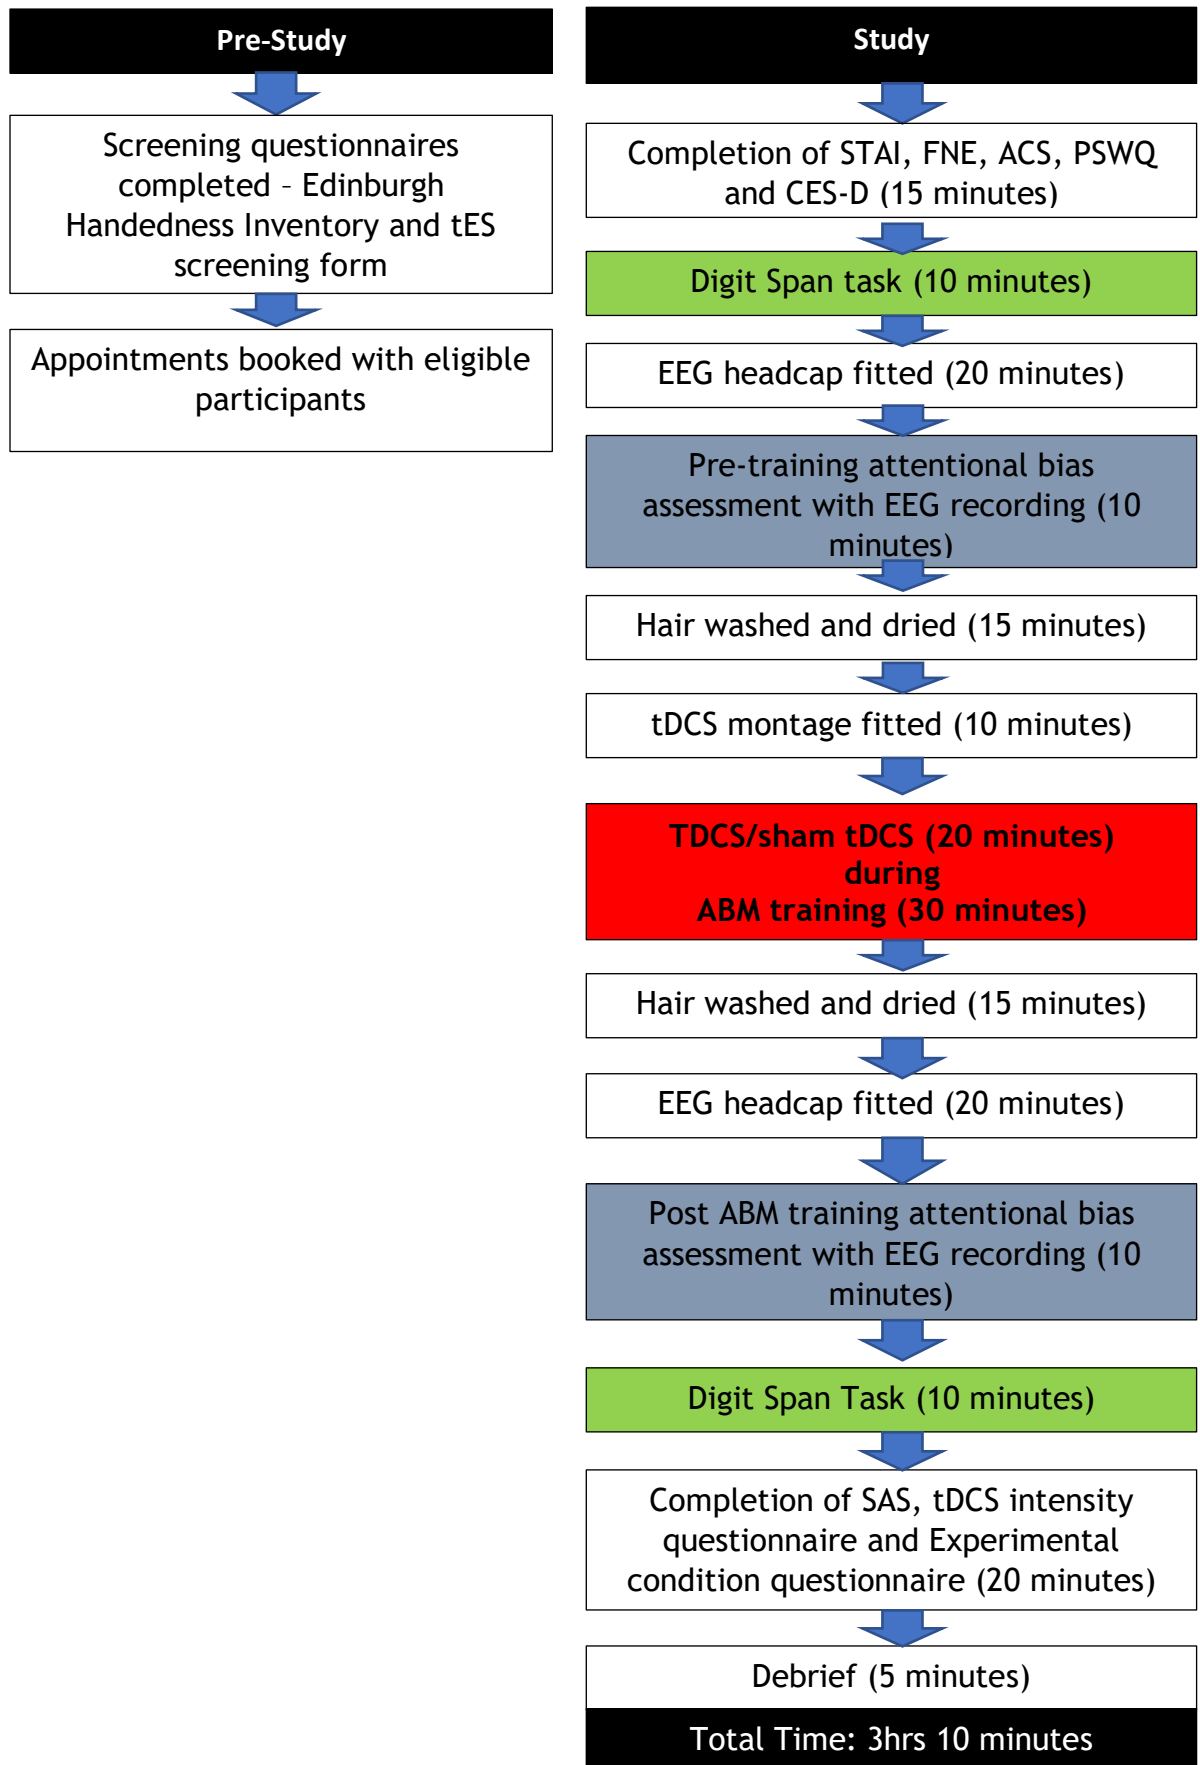 Pre-Study
Screening questionnaires
completed – Edinburgh
Handedness Inventory and tES
screening form
Appointments booked with eligible
participants
Study
Completion of STAI, FNE, ACS, PSWQ
and CES-D (15 minutes)
Digit Span task (10 minutes)
EEG headcap fitted (20 minutes)
Pre-training attentional bias
assessment with EEG recording (10
minutes)
Hair washed and dried (15 minutes)
tDCS montage fitted (10 minutes)
TDCS/sham tDCS (20 minutes)
during
ABM training (30 minutes)
Hair washed and dried (15 minutes)
EEG headcap fitted (20 minutes)
Post ABM training attentional bias
assessment with EEG recording (10
minutes)
Digit Span Task (10 minutes)
Completion of SAS, tDCS intensity
questionnaire and Experimental
condition questionnaire (20 minutes)
Debrief (5 minutes)
Total Time: 3hrs 10 minutes